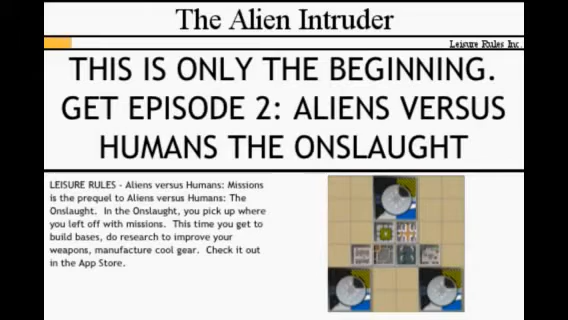 The Alien Intruder
Leisure Rules Inc.
THIS IS ONLY THE BEGINNING.
GET EPISODE 2: ALIENS VERSUS
HUMANS THE ONSLAUGHT
LEISURE RULES - Aliens versus Humans: Missions
is the prequel to Aliens versus Humans: The
Onslaught. In the Onslaught, you pick up where
you left off with missions. This time you get to
build bases, do research to improve your
weapons, manufacture cool gear. Check it out
in the App Store.